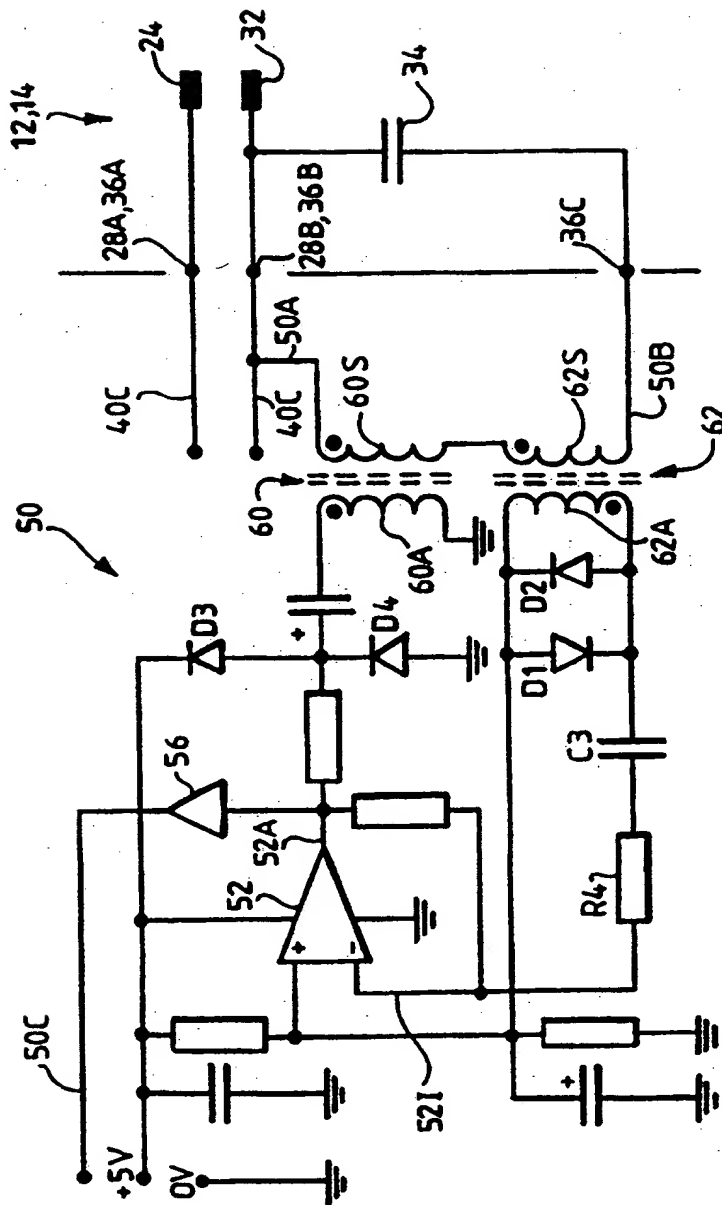 12,14
24
32
34
28A,36A
28B,36B
36C
40C
40C
50A
50B
50
60
60S
62S
62
60A
62A
D3
D4
D2
D1
C3
56
52A
52
+
-
+
R4
50C
+5V
0V
52I
+